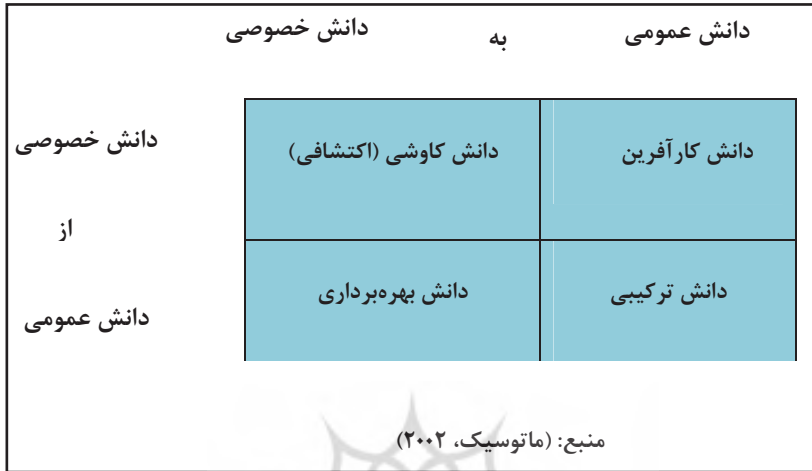 دانش عمومی به دانش خصوصی
دانش کارآفرین دانش کاوشی (اکتشافی) دانش خصوصی
از
دانش ترکیبی دانش بهره‌برداری دانش عمومی
منبع: (ماتوسیک، ۲۰۰۲)